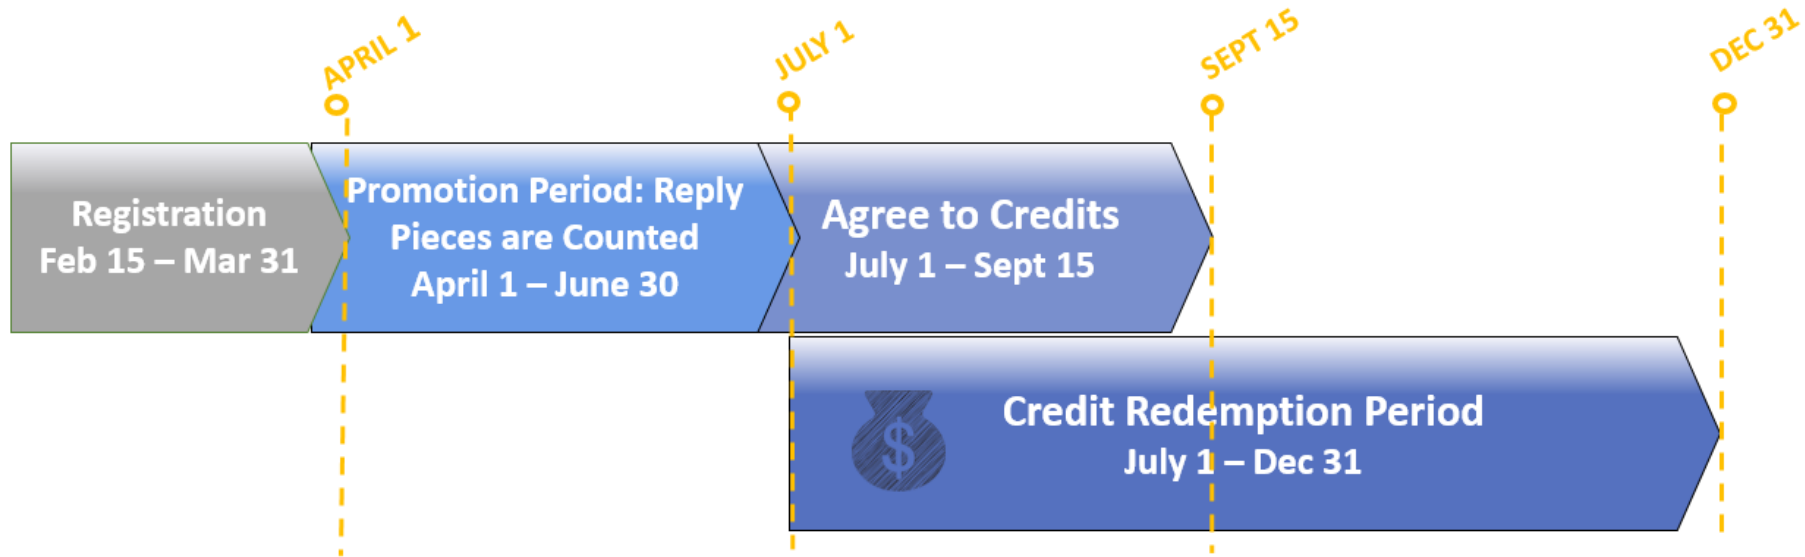 APRIL 1
JULY 1
SEPT 15
DEC 31
Registration
Feb 15 – Mar 31
Promotion Period: Reply
Pieces are Counted
April 1 – June 30
Agree to Credits
July 1 – Sept 15
$
Credit Redemption Period
July 1 – Dec 31